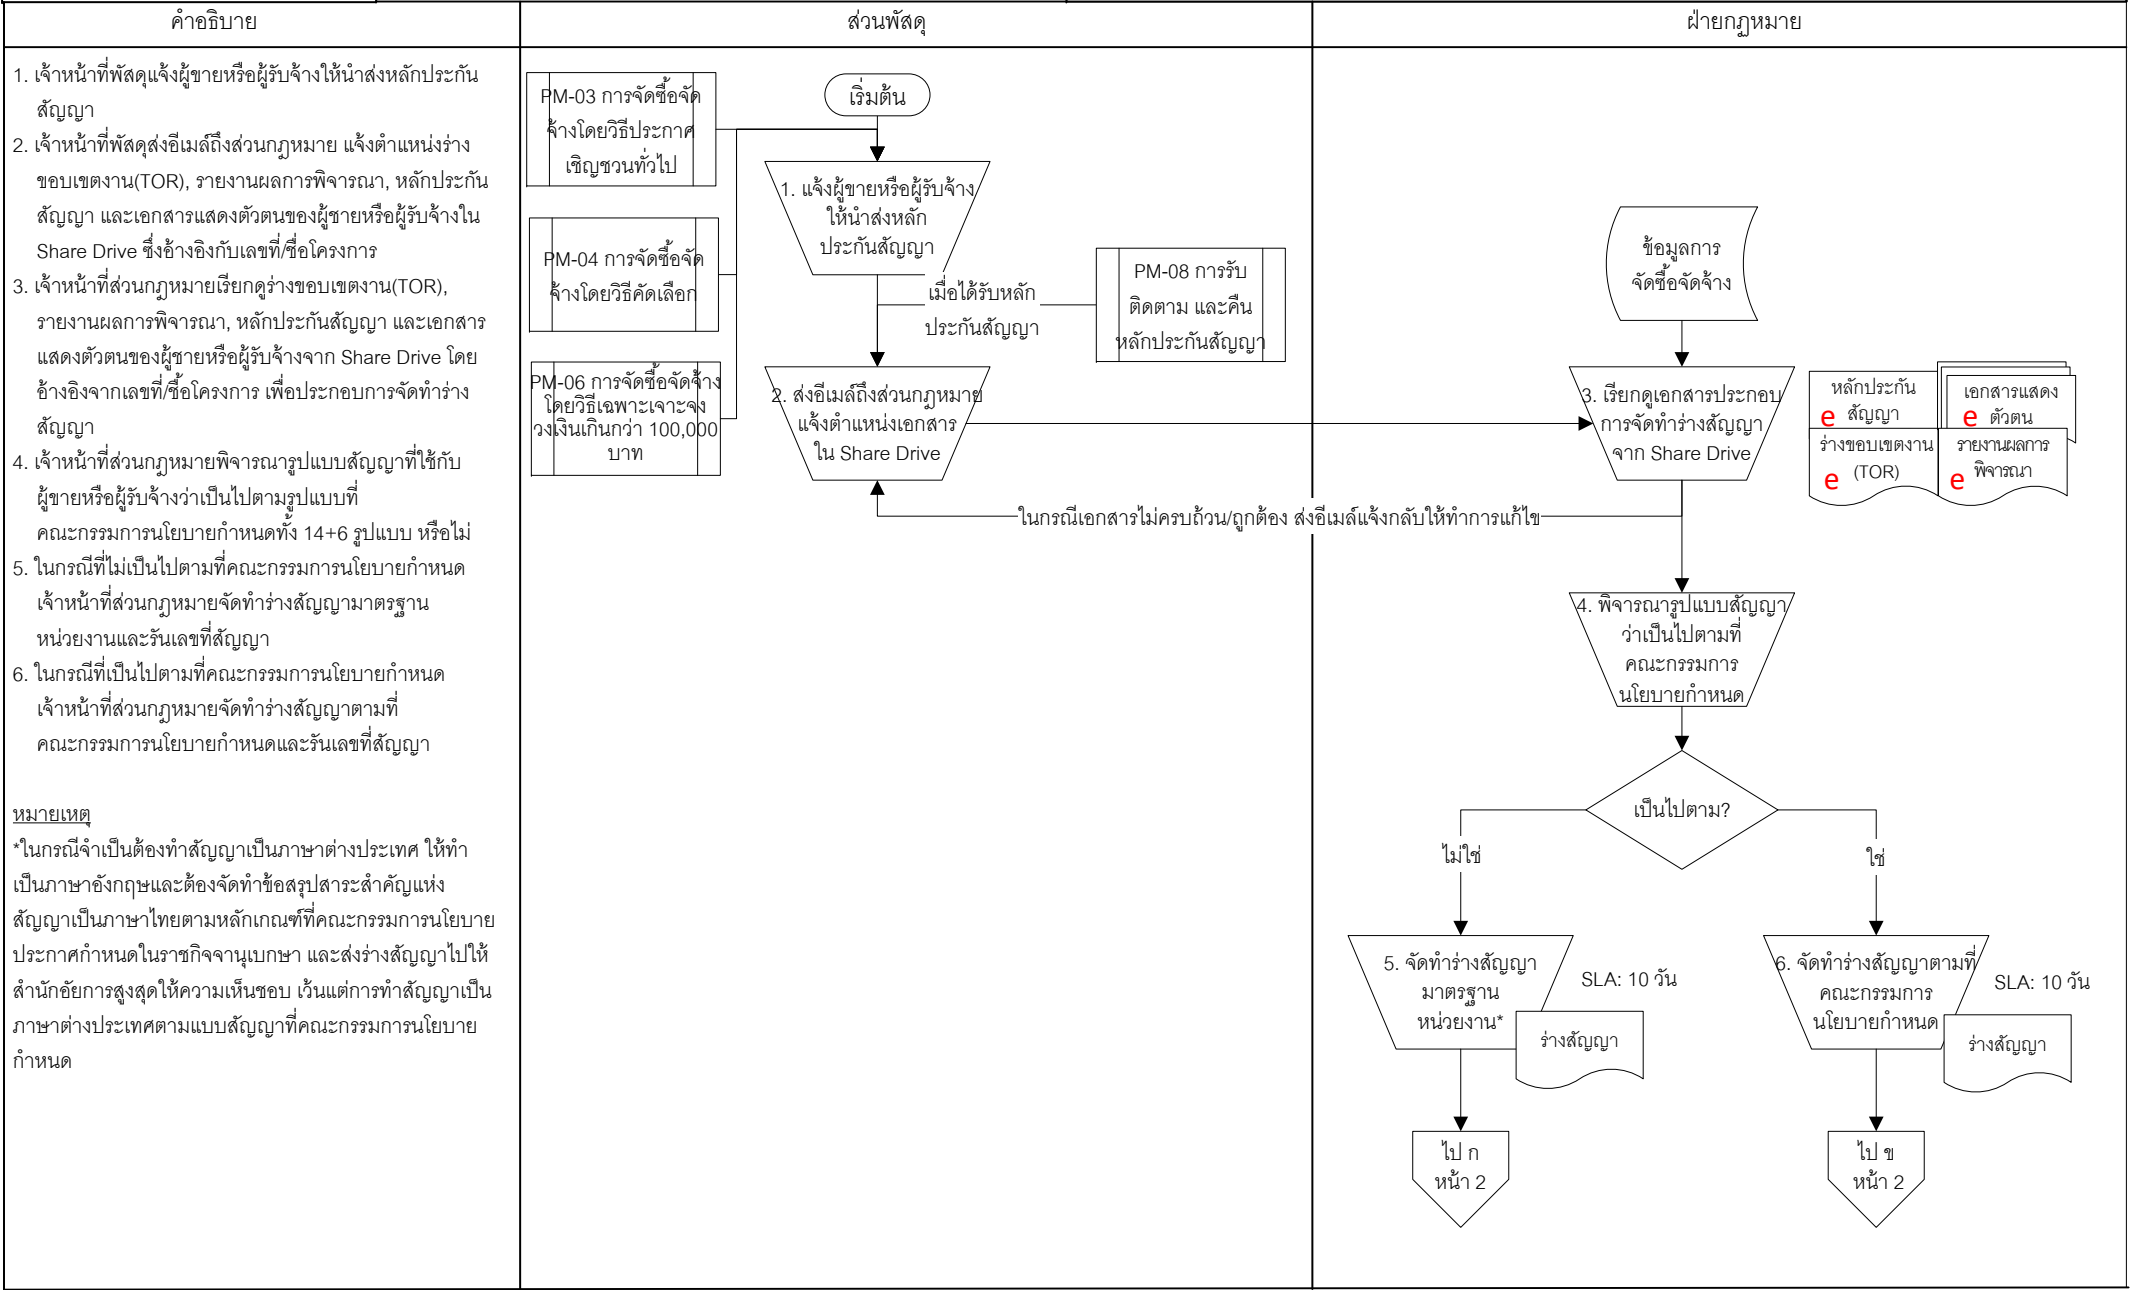 คำอธิบาย
ส่วนพัสดุ
ฝ่ายกฎหมาย
1. เจ้าหน้าที่พัสดุแจ้งผู้ขายหรือผู้รับจ้างให้นำส่งหลักประกัน
สัญญา
2. เจ้าหน้าที่พัสดุส่งอีเมล์ถึงส่วนกฎหมาย แจ้งตำแหน่งร่าง
ขอบเขตงาน(TOR), รายงานผลการพิจารณา, หลักประกัน
สัญญา และเอกสารแสดงตัวตนของผู้ชายหรือผู้รับจ้างใน
Share Drive ซึ่งอ้างอิงกับเลขที่/ชื่อโครงการ
3. เจ้าหน้าที่ส่วนกฎหมายเรียกดูร่างขอบเขตงาน(TOR),
รายงานผลการพิจารณา, หลักประกันสัญญา และเอกสาร
แสดงตัวตนของผู้ชายหรือผู้รับจ้างจาก Share Drive โดย
อ้างอิงจากเลขที่/ชื่อโครงการ เพื่อประกอบการจัดทำร่าง
สัญญา
4. เจ้าหน้าที่ส่วนกฎหมายพิจารณารูปแบบสัญญาที่ใช้กับ
ผู้ขายหรือผู้รับจ้างว่าเป็นไปตามรูปแบบที่
คณะกรรมการนโยบายกำหนดทั้ง 14+6 รูปแบบ หรือไม่
5. ในกรณีที่ไม่เป็นไปตามที่คณะกรรมการนโยบายกำหนด
เจ้าหน้าที่ส่วนกฎหมายจัดทำร่างสัญญามาตรฐาน
หน่วยงานและรันเลขที่สัญญา
6. ในกรณีที่เป็นไปตามที่คณะกรรมการนโยบายกำหนด
เจ้าหน้าที่ส่วนกฎหมายจัดทำร่างสัญญาตามที่
คณะกรรมการนโยบายกำหนดและรันเลขที่สัญญา
หมายเหตุ
*ในกรณีจำเป็นต้องทำสัญญาเป็นภาษาต่างประเทศ ให้ทำ
เป็นภาษาอังกฤษและต้องจัดทำข้อสรุปสาระสำคัญแห่ง
สัญญาเป็นภาษาไทยตามหลักเกณฑ์ที่คณะกรรมการนโยบาย
ประกาศกำหนดในราชกิจจานุเบกษา และส่งร่างสัญญาไปให้
สำนักอัยการสูงสุดให้ความเห็นชอบ เว้นแต่การทำสัญญาเป็น
ภาษาต่างประเทศตามแบบสัญญาที่คณะกรรมการนโยบาย
กำหนด
PM-03 การจัดซื้อจัด
จ้างโดยวิธีประกาศ
เชิญชวนทั่วไป
PM-04 การจัดซื้อจัด
จ้างโดยวิธีคัดเลือก
PM-06 การจัดซื้อจัดจ้าง
โดยวิธีเฉพาะเจาะจง
วงเงินเกินกว่า 100,000
บาท
เริ่มต้น
1. แจ้งผู้ขายหรือผู้รับจ้าง
ให้นำส่งหลัก
ประกันสัญญา
เมื่อได้รับหลัก
ประกันสัญญา
PM-08 การรับ
ติดตาม และคืน
หลักประกันสัญญา
2. ส่งอีเมล์ถึงส่วนกฎหมาย
แจ้งตำแหน่งเอกสาร
ใน Share Drive
ในกรณีเอกสารไม่ครบถ้วน/ถูกต้อง ส่งอีเมล์แจ้งกลับให้ทำการแก้ไข
ข้อมูลการ
จัดซื้อจัดจ้าง
3. เรียกดูเอกสารประกอบ
การจัดทำร่างสัญญา
จาก Share Drive
หลักประกัน
e สัญญา
เอกสารแสดง
e ตัวตน
ร่างขอบเขตงาน
e (TOR)
รายงานผลการ
e พิจารณา
4. พิจารณารูปแบบสัญญา
ว่าเป็นไปตามที่
คณะกรรมการ
นโยบายกำหนด
เป็นไปตาม?
ไม่ใช่
ใช่
5. จัดทำร่างสัญญา
มาตรฐาน
หน่วยงาน*
SLA: 10 วัน
ร่างสัญญา
6. จัดทำร่างสัญญาตามที่
คณะกรรมการ
นโยบายกำหนด
SLA: 10 วัน
ร่างสัญญา
ไป ก
หน้า 2
ไป ข
หน้า 2